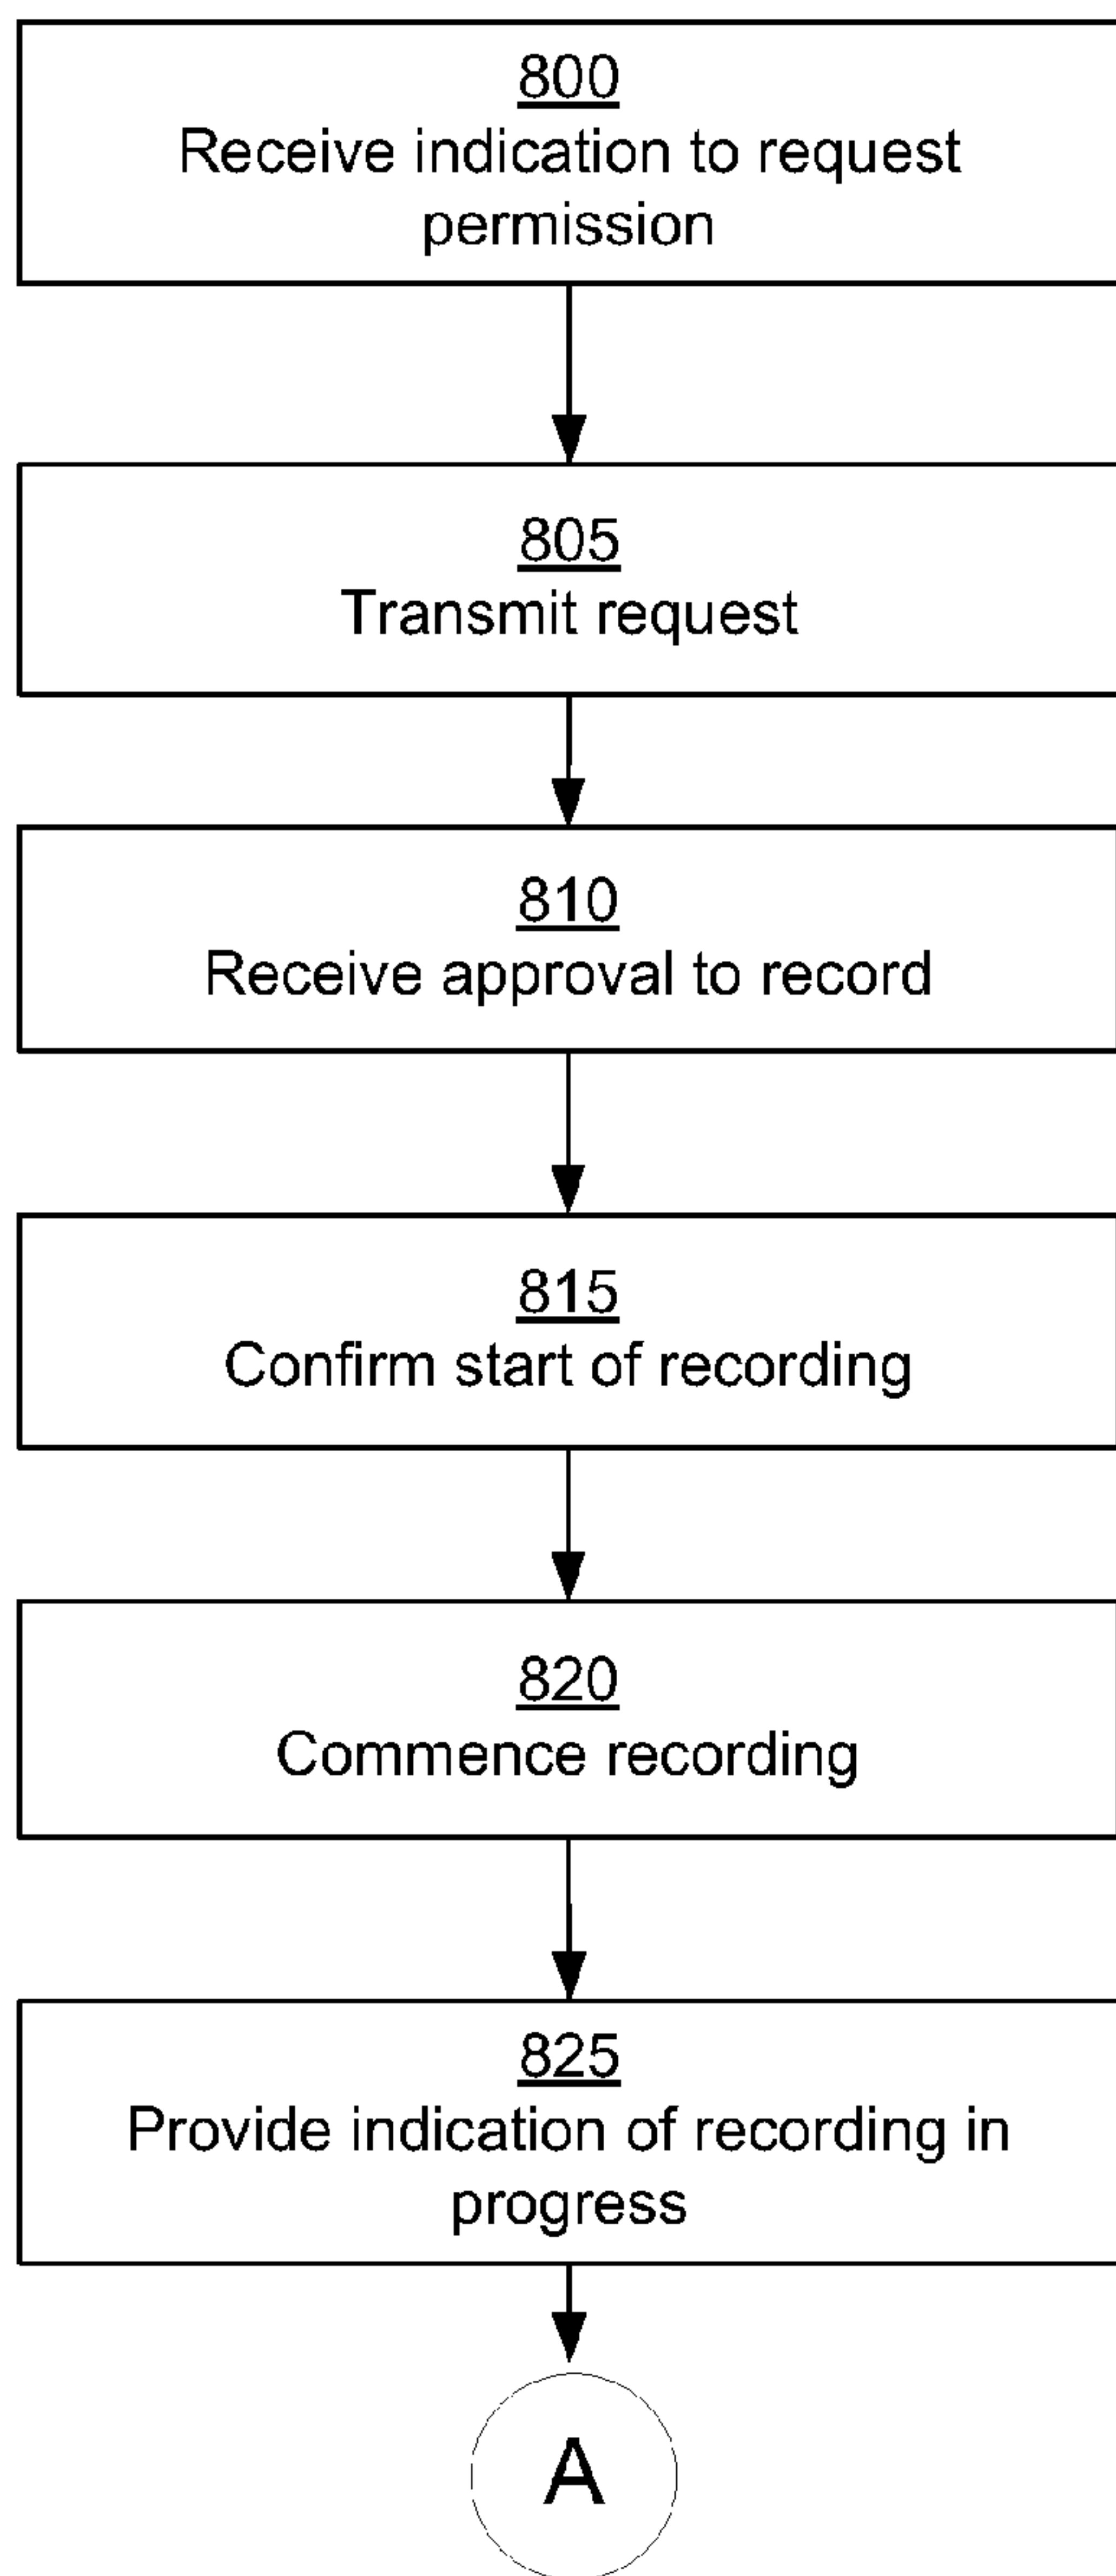 800
Receive indication to request
permission
805
Transmit request
810
Receive approval to record
815
Confirm start of recording
820
Commence recording
825
Provide indication of recording in
progress
A